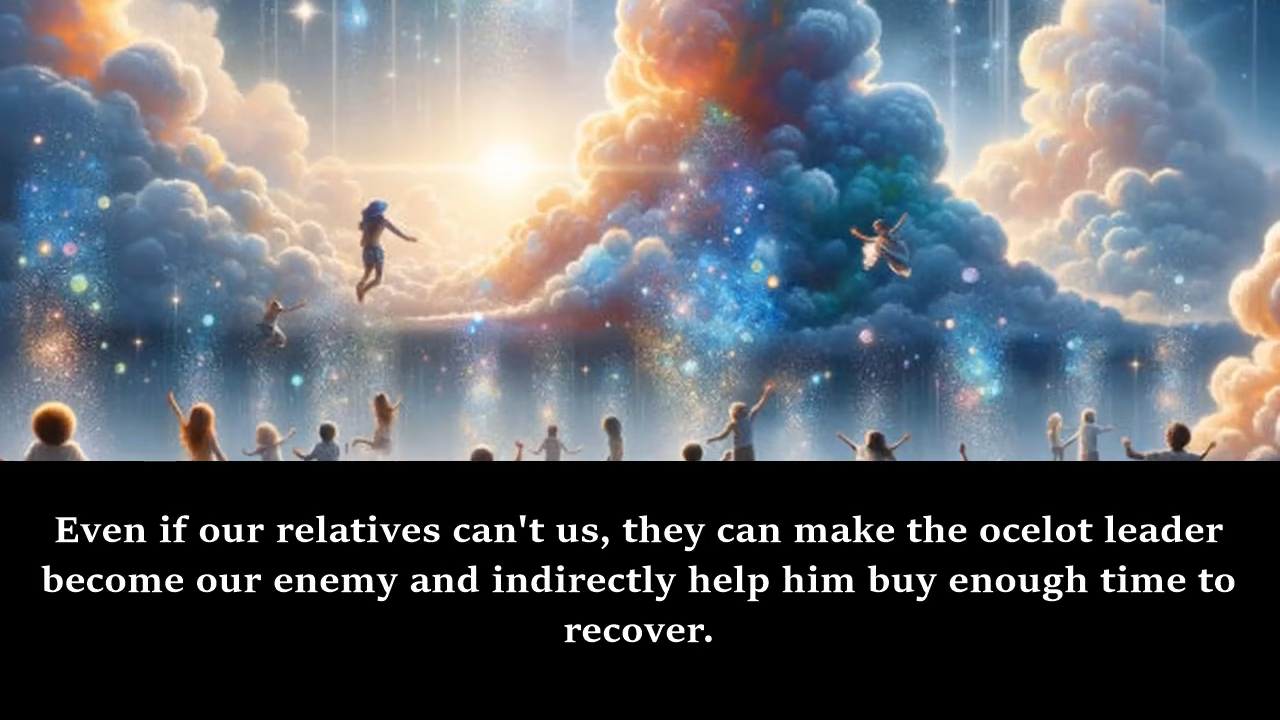 Even if our relatives can't us, they can make the ocelot leader
become our enemy and indirectly help him buy enough time to
recover.